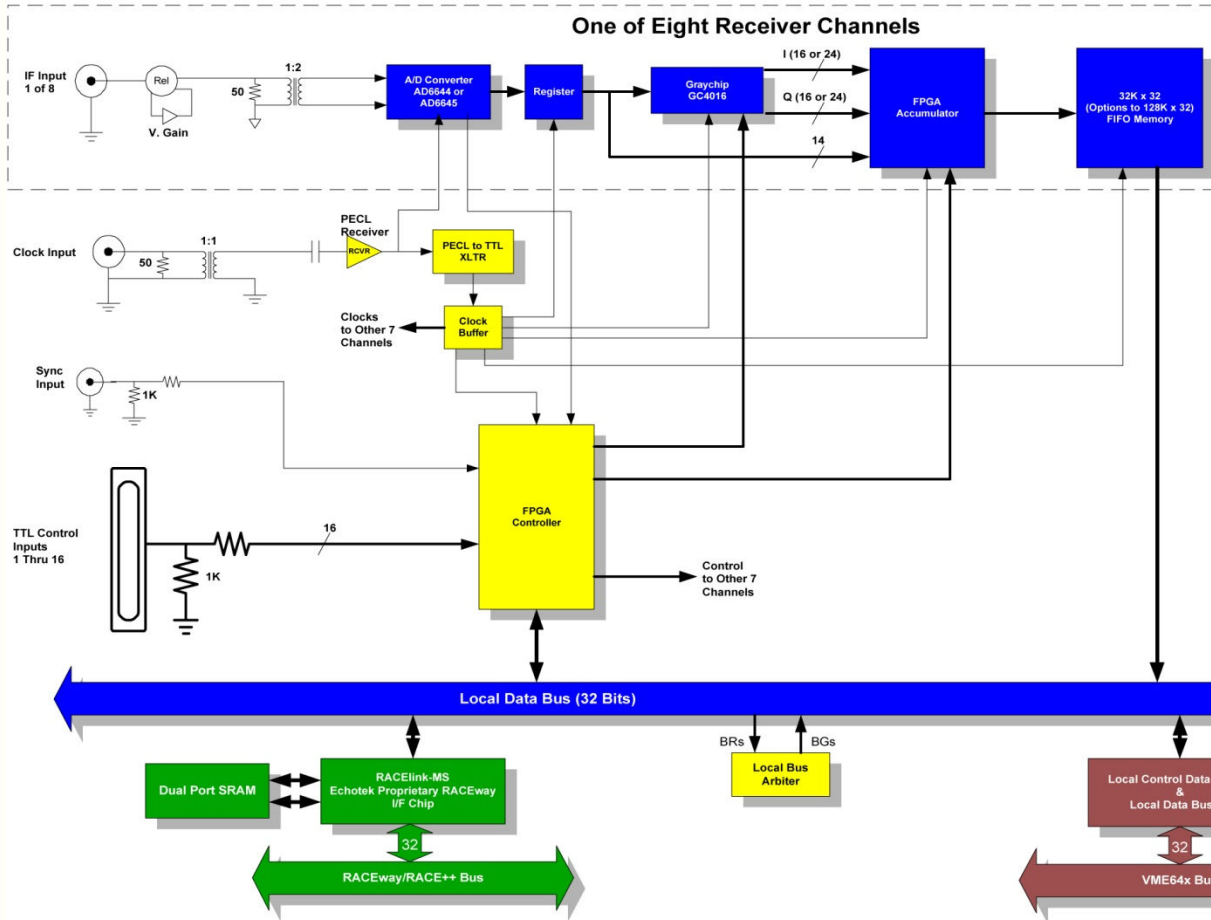 One of Eight Receiver Channels
IF Input
1 of 8
Rel
V. Gain
50
1:2
A/D Converter
AD6644 or
AD6645
Register
Graychip
GC4016
I (16 or 24)
Q (16 or 24)
14
FPGA
Accumulator
32K x 32
(Options to 128K x 32)
FIFO Memory
Clock Input
50
1:1
PECL
Receiver
RCVR
PECL to TTL
XLTR
Clocks
to Other 7
Channels
Clock
Buffer
Sync
Input
1K
TTL Control
Inputs
1 Thru 16
1K
16
FPGA
Controller
Control
to Other 7
Channels
Local Data Bus (32 Bits)
BRs
BGs
Dual Port SRAM
RACElink-MS
Echotek Proprietary RACEway
I/F Chip
Local Bus
Arbiter
Local Control Data
&
Local Data Bus
32
32
RACEway/RACE++ Bus
VME64x Bu